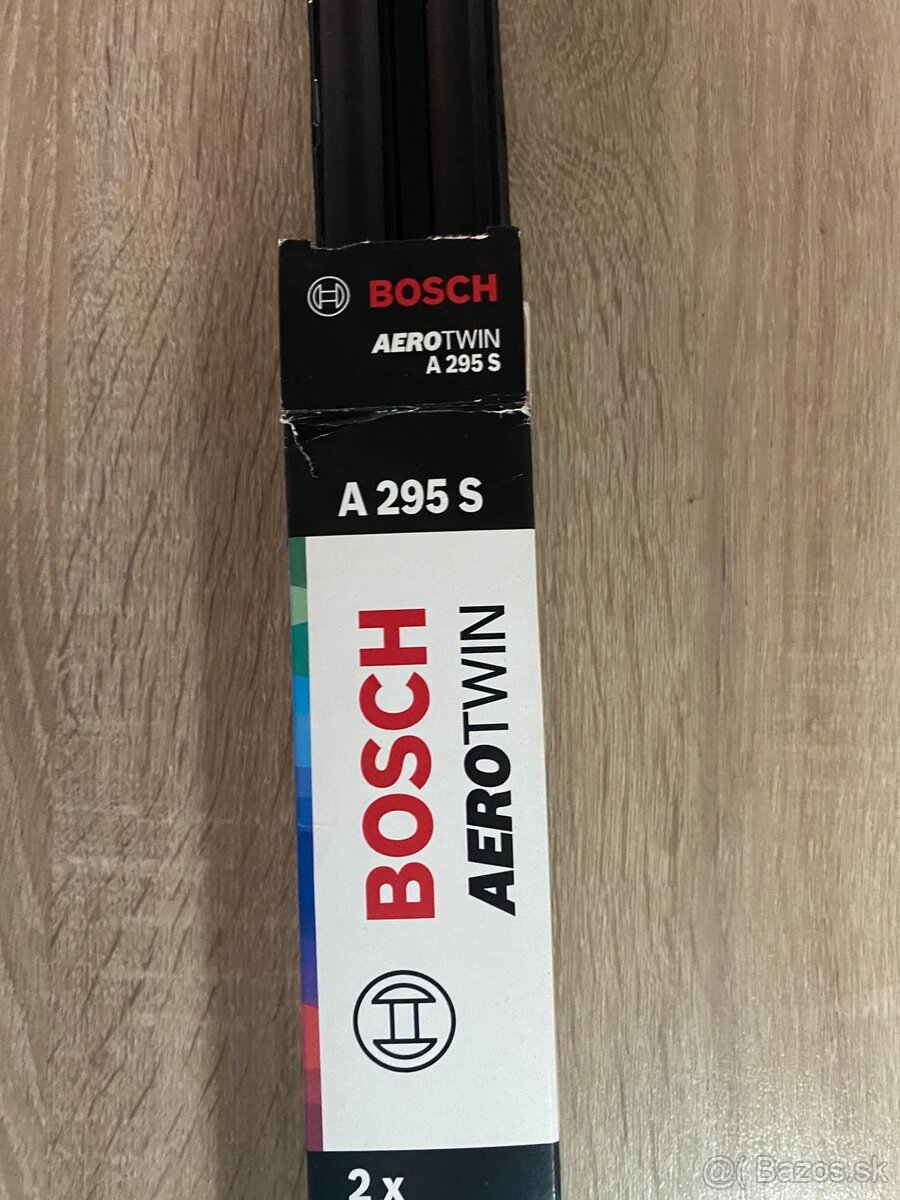 BOSCH
AEROTWIN
A 295 S
A 295 S
BOSCH
AEROTWIN
2 x
@( Bazos.sk